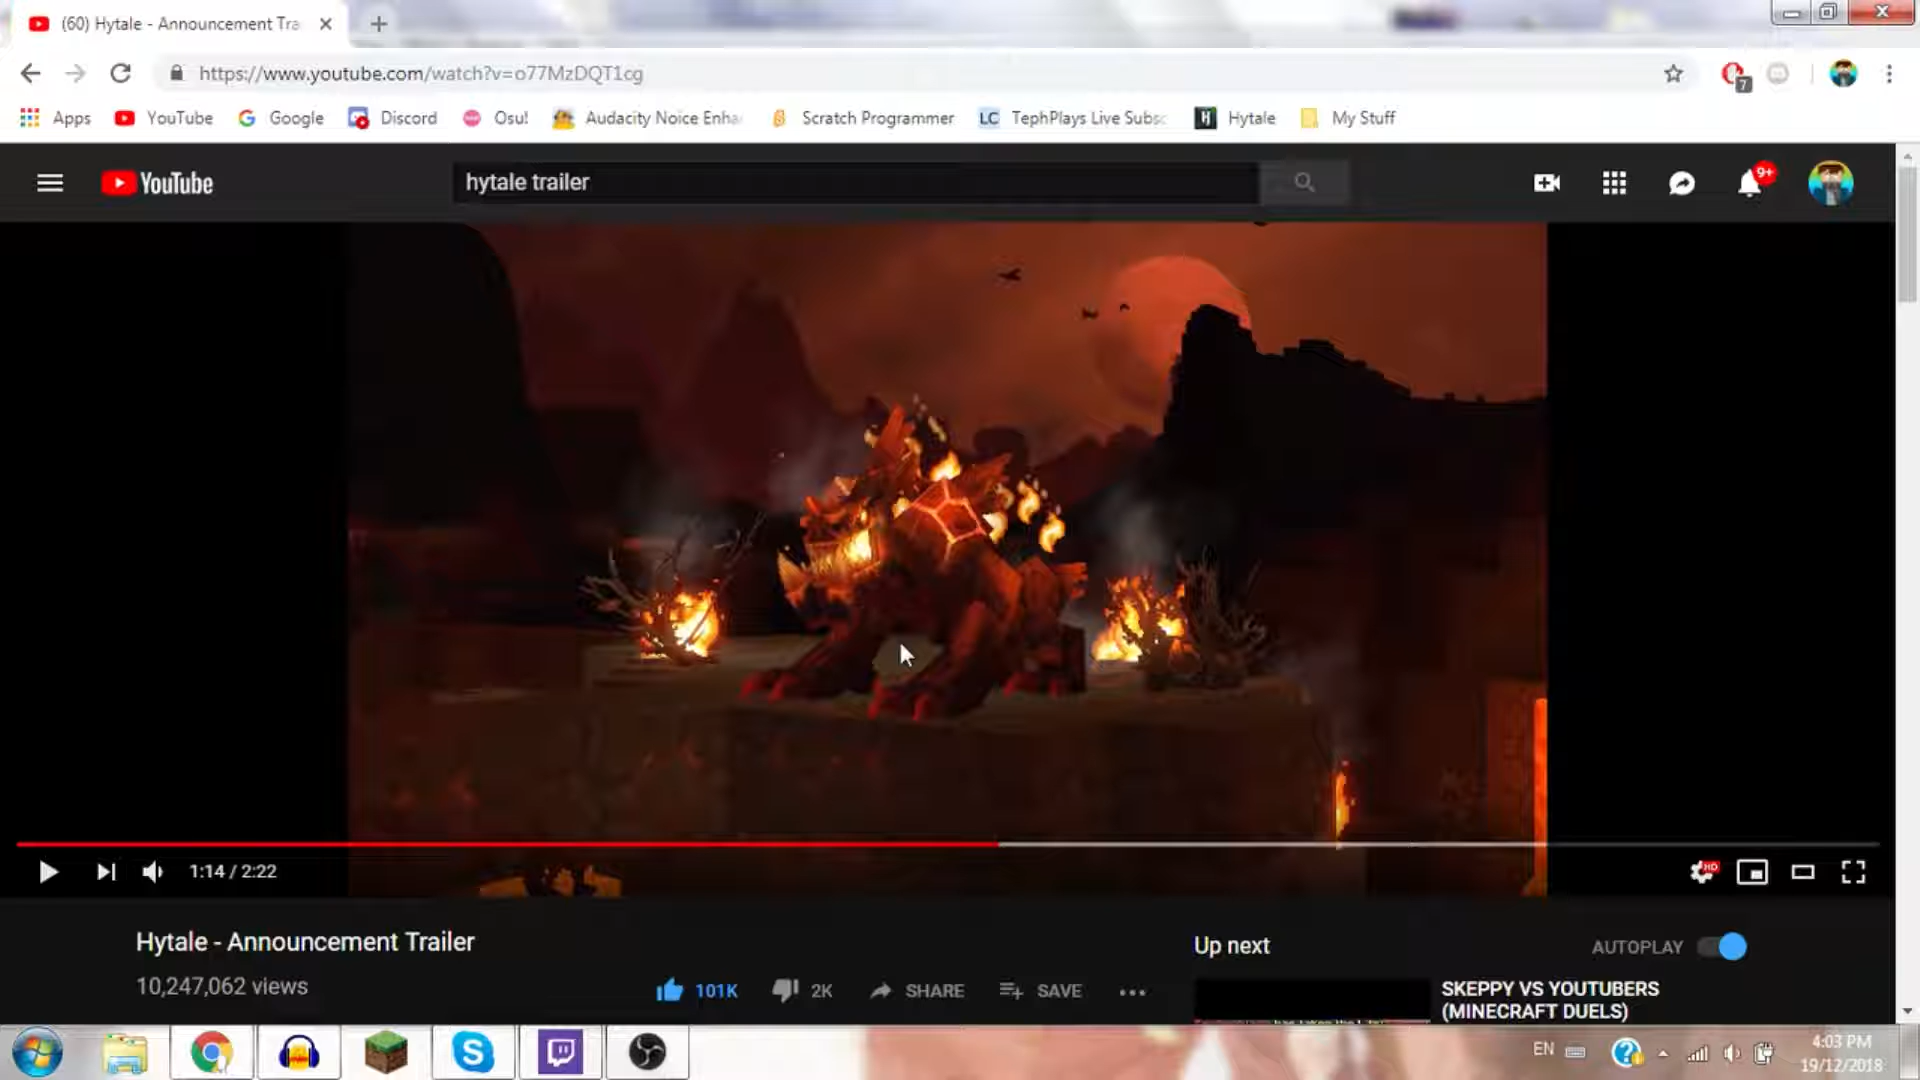 (60) Hytale - Announcement Tra
https://www.youtube.com/watch?v=o77MzDQT1cg
7
Apps YouTube Google Discord Osu! Audacity Noice Enha Scratch Programmer LC TephPlays Live Subsc Hytale My Stuff
YouTube
hytale trailer
9+
1:14 / 2:22
HD
Hytale - Announcement Trailer
10,247,062 views
101K 2K SHARE SAVE
Up next
AUTOPLAY
SKEPPY VS YOUTUBERS
(MINECRAFT DUELS)
EN
4:03 PM
19/12/2018